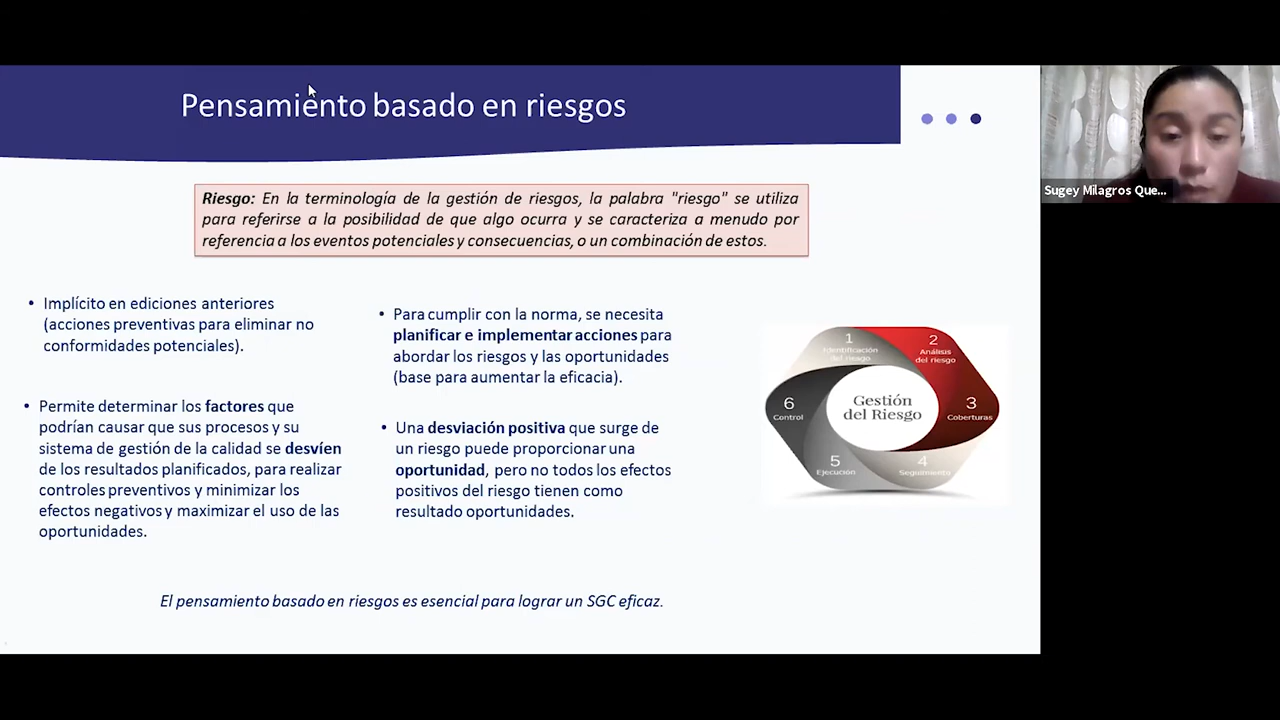 Pensamiento basado en riesgos
Riesgo: En la terminología de la gestión de riesgos, la palabra "riesgo" se utiliza
para referirse a la posibilidad de que algo ocurra y se caracteriza a menudo por
referencia a los eventos potenciales y consecuencias, o un combinación de estos.
• Implícito en ediciones anteriores
(acciones preventivas para eliminar no
conformidades potenciales).
• Permite determinar los factores que
podrían causar que sus procesos y su
sistema de gestión de la calidad se desvíen
de los resultados planificados, para realizar
controles preventivos y minimizar los
efectos negativos y maximizar el uso de las
oportunidades.
• Para cumplir con la norma, se necesita
planificar e implementar acciones para
abordar los riesgos y las oportunidades
(base para aumentar la eficacia).
• Una desviación positiva que surge de
un riesgo puede proporcionar una
oportunidad, pero no todos los efectos
positivos del riesgo tienen como
resultado oportunidades.
1
Identificación
del riesgo
2
Análisis
del riesgo
3
Coberturas
4
Seguimiento
5
Ejecución
6
Control
Gestión
del Riesgo
El pensamiento basado en riesgos es esencial para lograr un SGC eficaz.
Sugey Milagros Que...